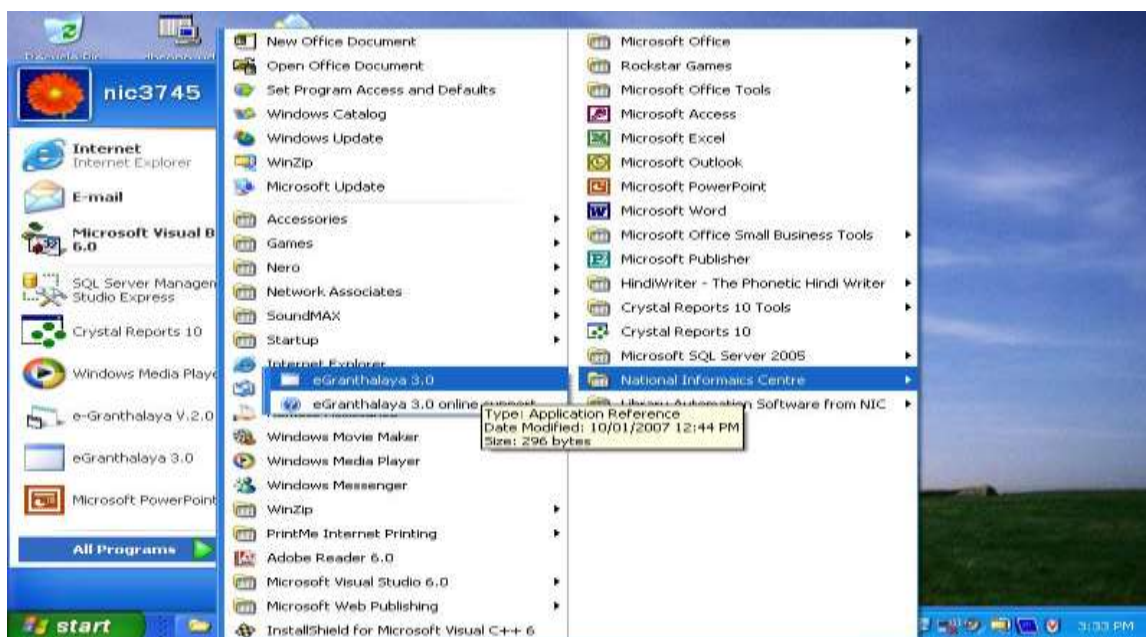 nic3745
Internet
Internet Explorer
E-mail
Microsoft Visual B
6.0
SQL Server Managen
Studio Express
Crystal Reports 10
Windows Media Playe
e-Granthalaya V.2.0
eGranthalaya 3.0
Microsoft PowerPoint
All Programs
start
New Office Document
Open Office Document
Set Program Access and Defaults
Windows Catalog
Windows Update
WinZip
Microsoft Update
Accessories
Games
Nero
Network Associates
SoundMAX
Startup
Internet Explorer
eGranthalaya 3.0
eGranthalaya 3.0 online support
Type: Application Reference
Date Modified: 10/01/2007 12:44 PM
Size: 296 bytes
Windows Movie Maker
Windows Media Player
Windows Messenger
WinZip
PrintMe Internet Printing
Adobe Reader 6.0
Microsoft Visual Studio 6.0
Microsoft Web Publishing
InstallShield for Microsoft Visual C++ 6
Microsoft Office
Rockstar Games
Microsoft Office Tools
Microsoft Access
Microsoft Excel
Microsoft Outlook
Microsoft PowerPoint
Microsoft Word
Microsoft Office Small Business Tools
Microsoft Publisher
HindiWriter - The Phonetic Hindi Writer
Crystal Reports 10 Tools
Crystal Reports 10
Microsoft SQL Server 2005
National Informaics Centre
Library Automation Software from NIC
3:33 PM